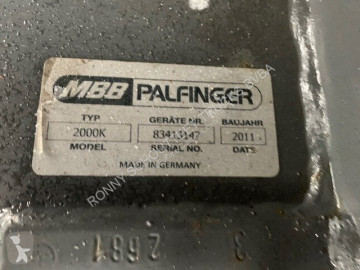 MBB PALFINGER
TYP GERÄTE NR. BAUJAHR
2000K 83413147 2011
MODEL SERIAL NO. DATE
MADE IN GERMANY